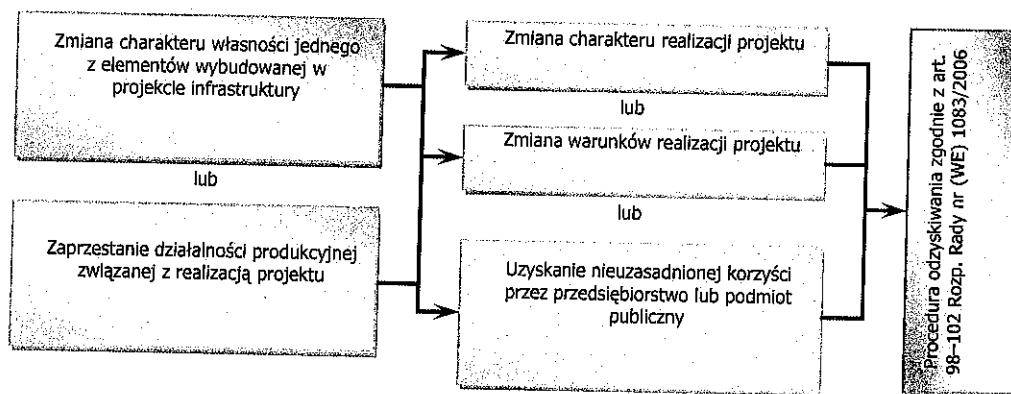 Zmiana charakteru własności jednego
z elementów wybudowanej w
projekcie infrastruktury
lub
Zaprzestanie działalności produkcyjnej
związanej z realizacją projektu
Zmiana charakteru realizacji projektu
lub
Zmiana warunków realizacji projektu
lub
Uzyskanie nieuzasadnionej korzyści
przez przedsiębiorstwo lub podmiot
publiczny
Procedura odzyskiwania zgodnie z art.
98–102 Rozp. Rady nr (WE) 1083/2006